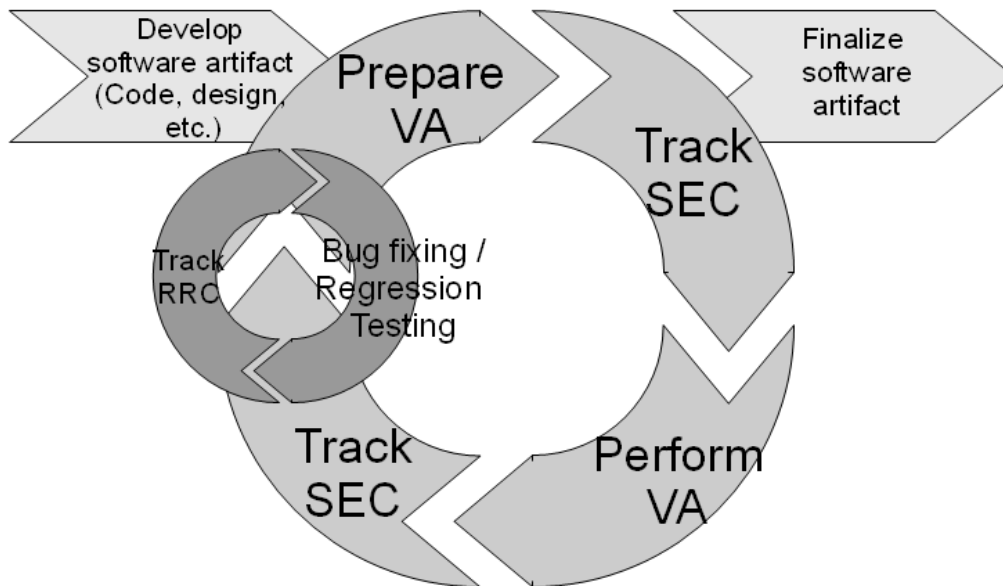 Develop
software artifact
(Code, design,
etc.)
Prepare
VA
Finalize
software
artifact
Track
SEC
Track
RRC
Bug fixing /
Regression
Testing
Track
SEC
Perform
VA